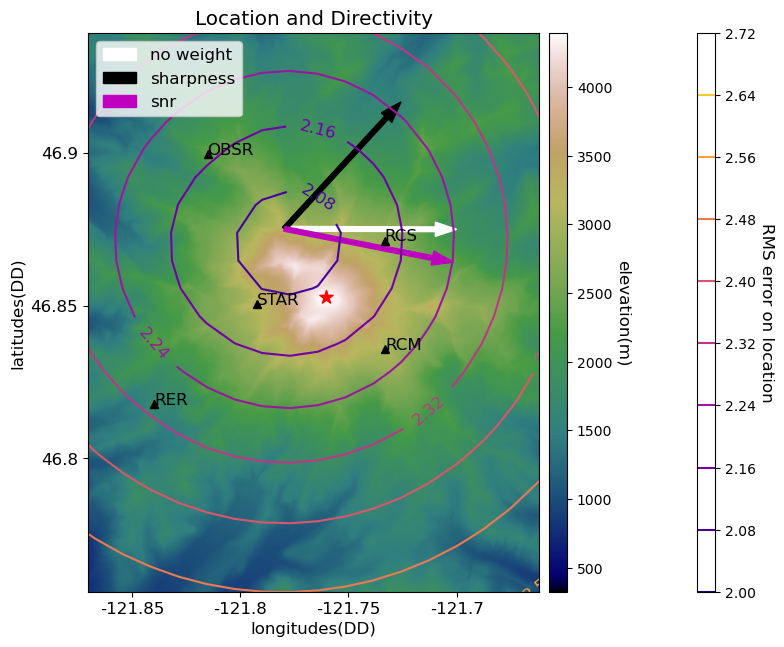 Location and Directivity
no weight
sharpness
snr
46.9
46.85
46.8
latitudes(DD)
-121.85
-121.8
-121.75
-121.7
longitudes(DD)
OBSR
RCS
STAR
RCM
RER
2.16
2.08
2.24
2.32
4000
3500
3000
2500
2000
1500
1000
500
elevation(m)
2.72
2.64
2.56
2.48
2.40
2.32
2.24
2.16
2.08
2.00
RMS error on location